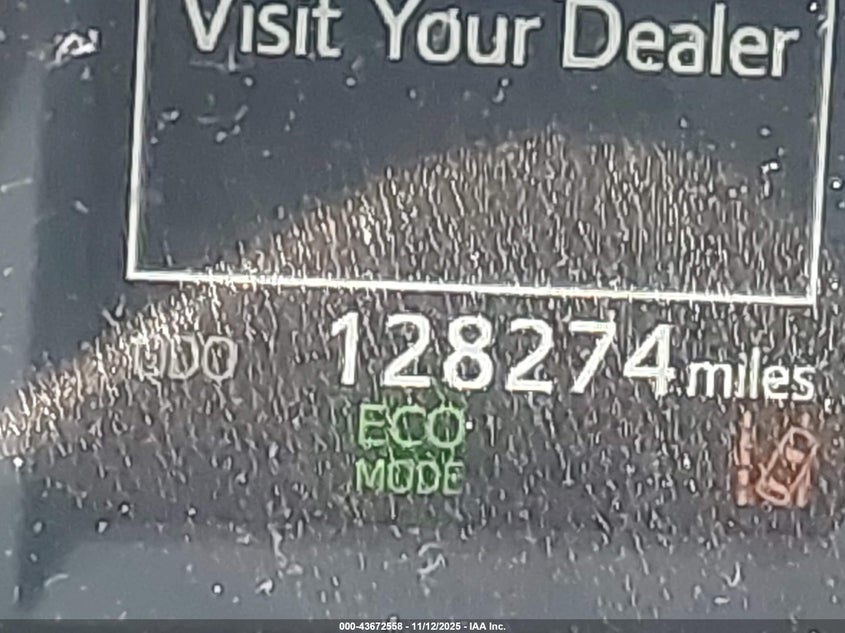 Visit Your Dealer
ODO 128274 miles
ECO
MODE
000-43672558 - 11/12/2025 - IAA Inc.